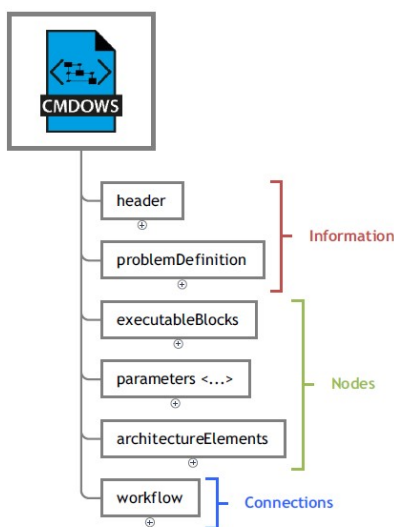 CMDOWS
header
Information
problemDefinition
executableBlocks
parameters <...>
Nodes
architectureElements
workflow
Connections